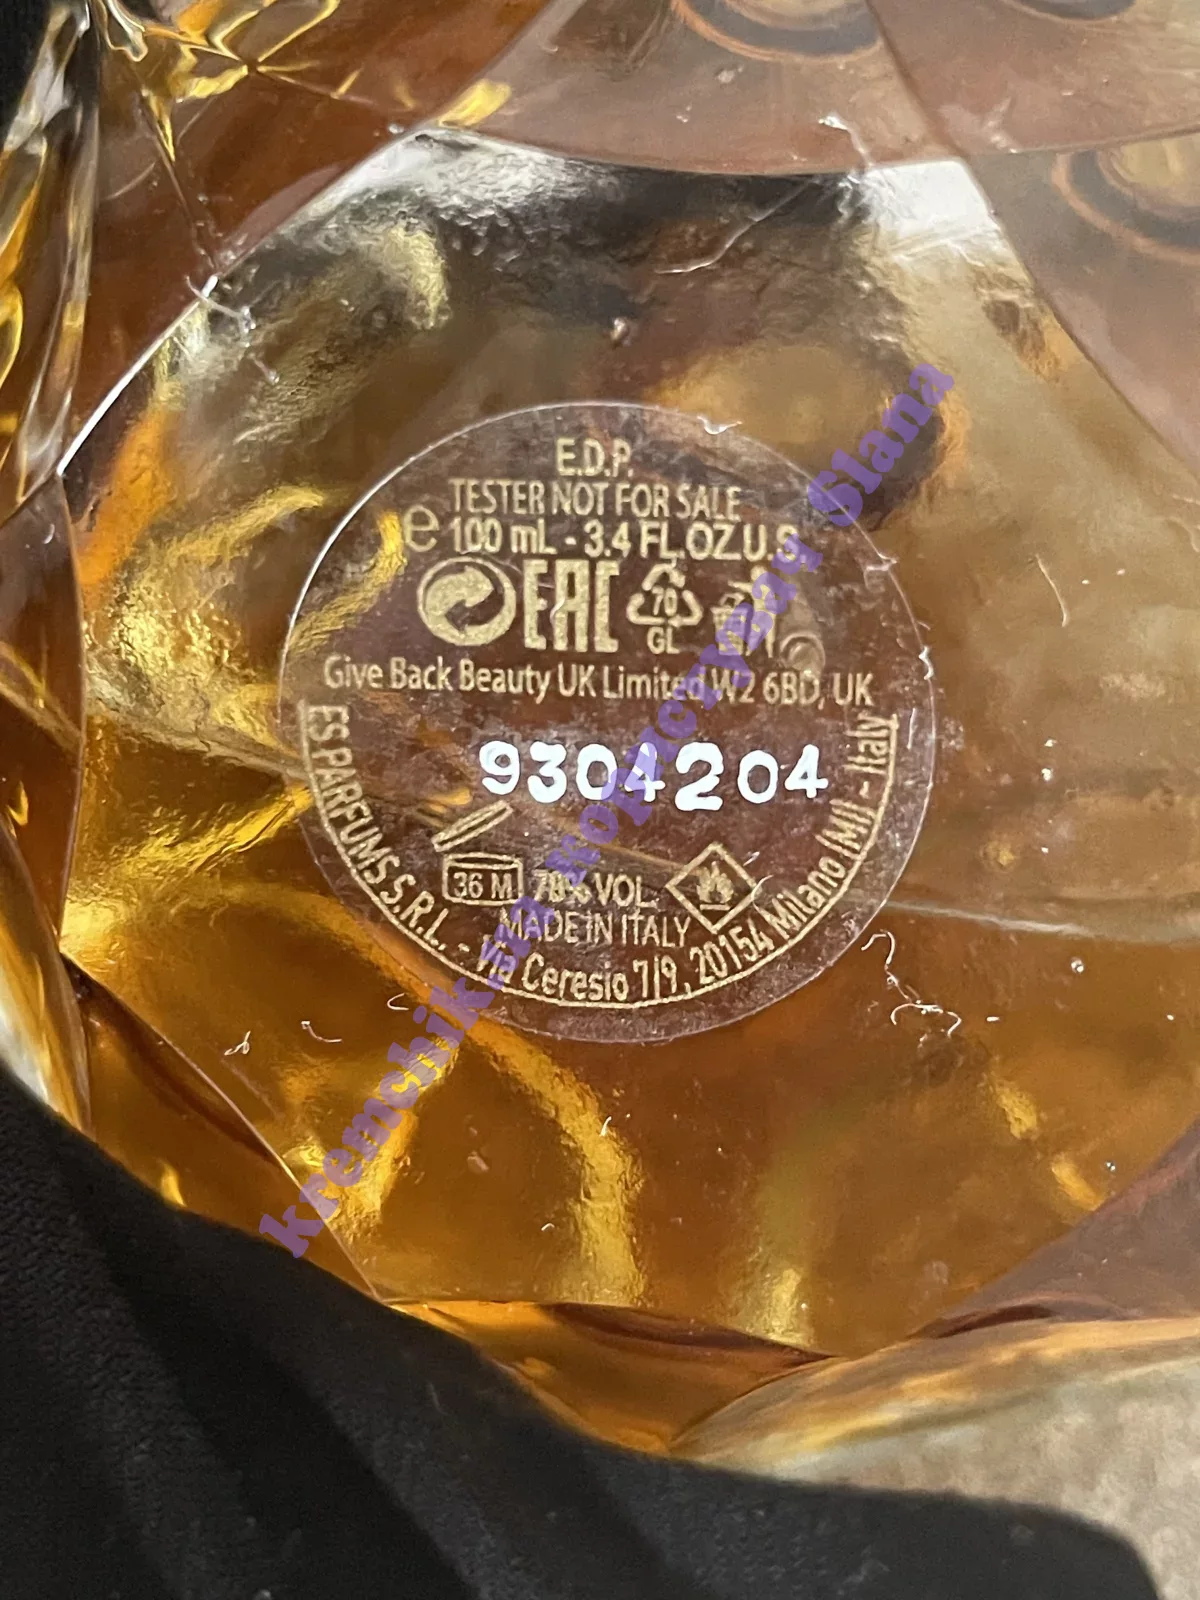 E.D.P.
TESTER NOT FOR SALE
e 100 mL - 3.4 FL.OZ.U.S.
EAC
70
GL
Give Back Beauty UK Limited W2 6BD, UK
9304204
36 M
78% VOL.
MADE IN ITALY
ES PARFUMS S.R.L. - Via Ceresio 7/9, 20154 Milano (MI) - Italy
kremchik
Slana